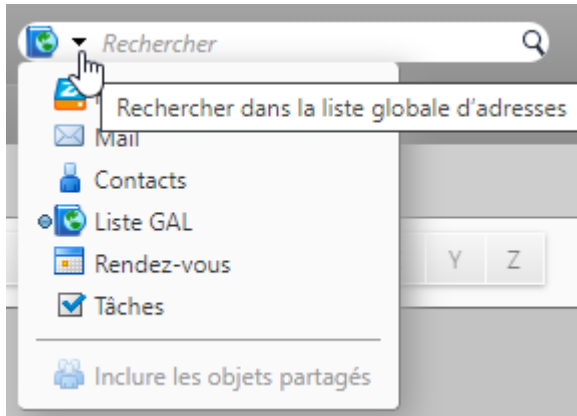 Rechercher
Rechercher dans la liste globale d'adresses
Mail
Contacts
Liste GAL
Rendez-vous
Tâches
Y Z
Inclure les objets partagés